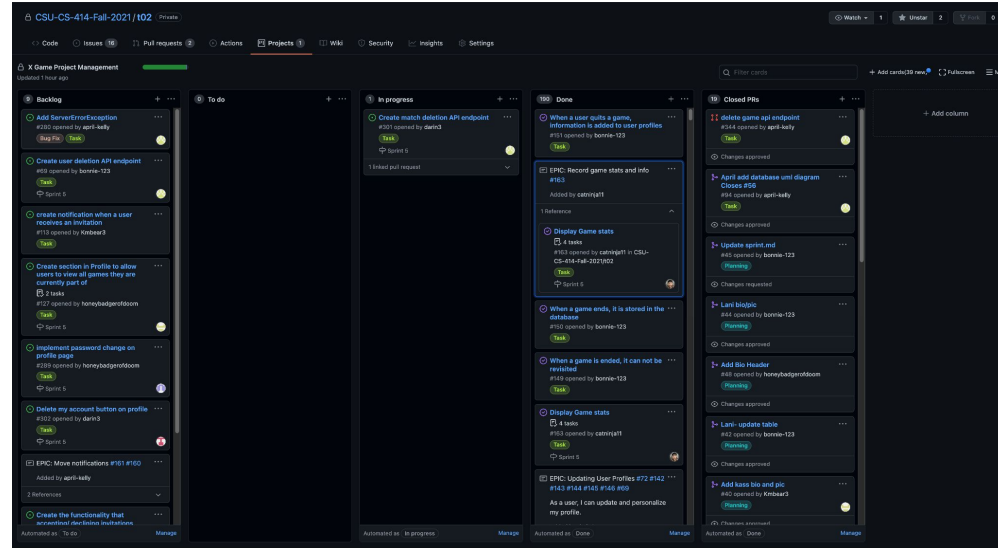 CSU-CS-414-Fall-2021 / t02 Private
Watch 1 Unstar 2 Fork 0
Code Issues 16 Pull requests 2 Actions Projects 1 Wiki Security Insights Settings
X Game Project Management
Updated 1 hour ago
Filter cards
+ Add cards(39 new) Fullscreen
9 Backlog
Add ServerErrorException
#280 opened by april-kelly
Bug Fix Task
Create user deletion API endpoint
#69 opened by bonnie-123
Task
Sprint 5
create notification when a user
receives an invitation
#113 opened by Kmbear3
Task
Create section in Profile to allow
users to view all games they are
currently part of
2 tasks
#127 opened by honeybadgerofdoom
Task
Sprint 5
implement password change on
profile page
#289 opened by honeybadgerofdoom
Task
Sprint 5
Delete my account button on profile
#302 opened by darin3
Task
Sprint 5
EPIC: Move notifications #161 #160
Added by april-kelly
2 References
Create the functionality that
accepting/ declining invitations
Automated as To do Manage
0 To do
1 In progress
Create match deletion API endpoint
#301 opened by darin3
Task
Sprint 5
1 linked pull request
Automated as In progress Manage
190 Done
When a user quits a game,
information is added to user profiles
#151 opened by bonnie-123
Task
EPIC: Record game stats and info
#163
Added by catninja11
1 Reference
Display Game stats
4 tasks
#163 opened by catninja11 in CSU-
CS-414-Fall-2021/t02
Task
Sprint 5
When a game ends, it is stored in the
database
#150 opened by bonnie-123
Task
When a game is ended, it can not be
revisited
#149 opened by bonnie-123
Task
Display Game stats
4 tasks
#163 opened by catninja11
Task
Sprint 5
EPIC: Updating User Profiles #72 #142
#143 #144 #145 #146 #69
As a user, I can update and personalize
my profile.
Automated as Done Manage
19 Closed PRs
delete game api endpoint
#344 opened by april-kelly
Task
Changes approved
April add database uml diagram
Closes #56
#94 opened by april-kelly
Task
Changes approved
Update sprint.md
#45 opened by bonnie-123
Planning
Changes requested
Lani bio/pic
#44 opened by bonnie-123
Planning
Changes approved
Add Bio Header
#48 opened by honeybadgerofdoom
Planning
Changes approved
Lani- update table
#42 opened by bonnie-123
Planning
Changes approved
Add kass bio and pic
#40 opened by Kmbear3
Planning
Changes approved
Automated as Done Manage
+ Add column